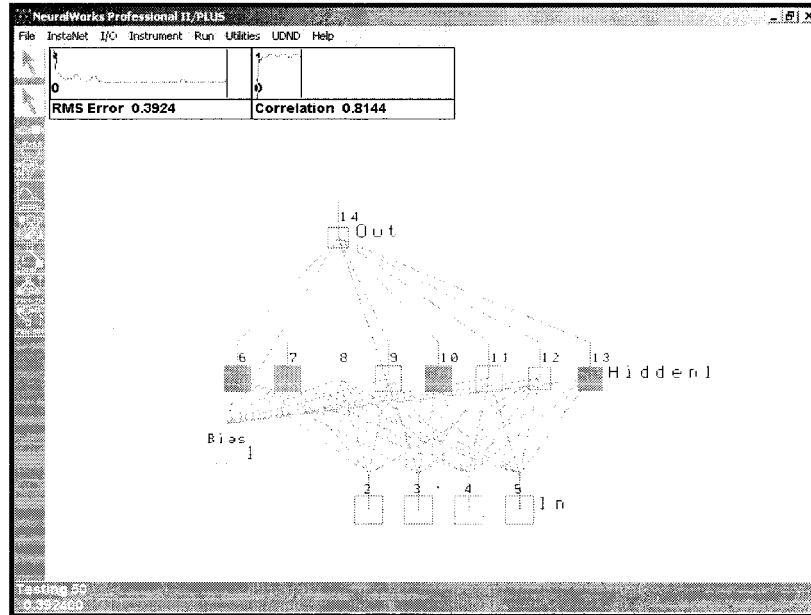 NeuralWorks Professional II/PLUS
File InstaNet I/O Instrument Run Utilities UDND Help
1 1
0 0
RMS Error 0.3924 Correlation 0.8144
14
Out
6 7 8 9 10 11 12 13
Hidden1
Bias
1
2 3 4 5
In
Testing 50
0.392400